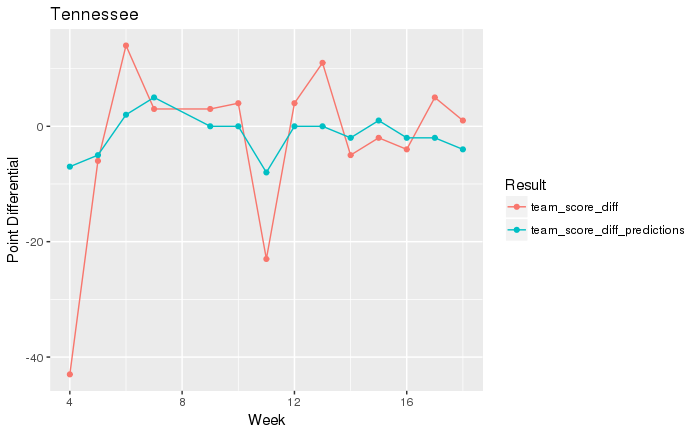 Tennessee
Point Differential
0
-20
-40
4
8
12
16
Week
Result
team_score_diff
team_score_diff_predictions